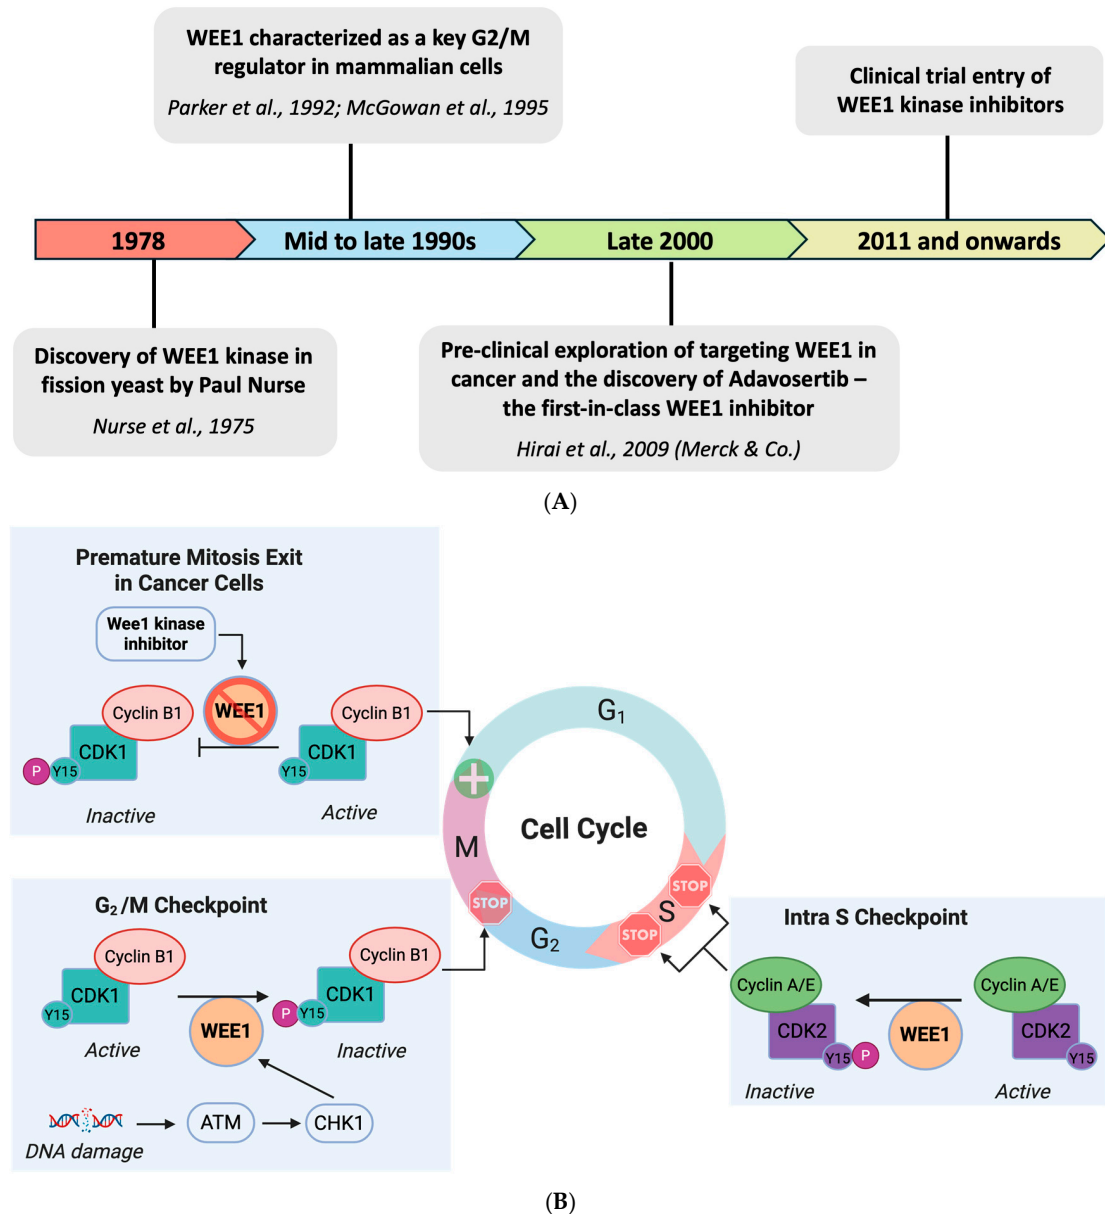 WEE1 characterized as a key G2/M
regulator in mammalian cells
Parker et al., 1992; McGowan et al., 1995
Clinical trial entry of
WEE1 kinase inhibitors
1978
Mid to late 1990s
Late 2000
2011 and onwards
Discovery of WEE1 kinase in
fission yeast by Paul Nurse
Nurse et al., 1975
Pre-clinical exploration of targeting WEE1 in
cancer and the discovery of Adavosertib –
the first-in-class WEE1 inhibitor
Hirai et al., 2009 (Merck & Co.)
(A)
Premature Mitosis Exit
in Cancer Cells
Wee1 kinase
inhibitor
Cyclin B1
WEE1
Cyclin B1
CDK1
CDK1
P
Y15
Y15
Inactive
Active
G₁
Cell Cycle
M
STOP
G₂
STOP
S
STOP
G₂/M Checkpoint
Cyclin B1
Cyclin B1
CDK1
CDK1
Y15
WEE1
P
Y15
Active
Inactive
DNA damage
ATM
CHK1
Intra S Checkpoint
Cyclin A/E
Cyclin A/E
CDK2
WEE1
CDK2
Y15
P
Y15
Inactive
Active
(B)